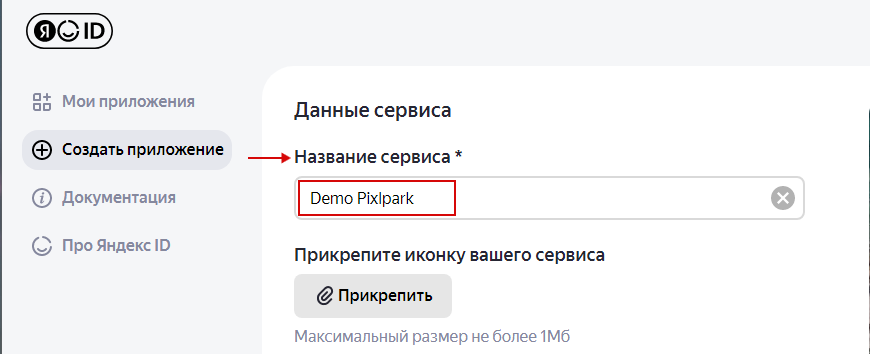 Я ID
Мои приложения
Создать приложение
Документация
Про Яндекс ID
Данные сервиса
Название сервиса *
Demo Pixlpark
Прикрепите иконку вашего сервиса
Прикрепить
Максимальный размер не более 1Мб